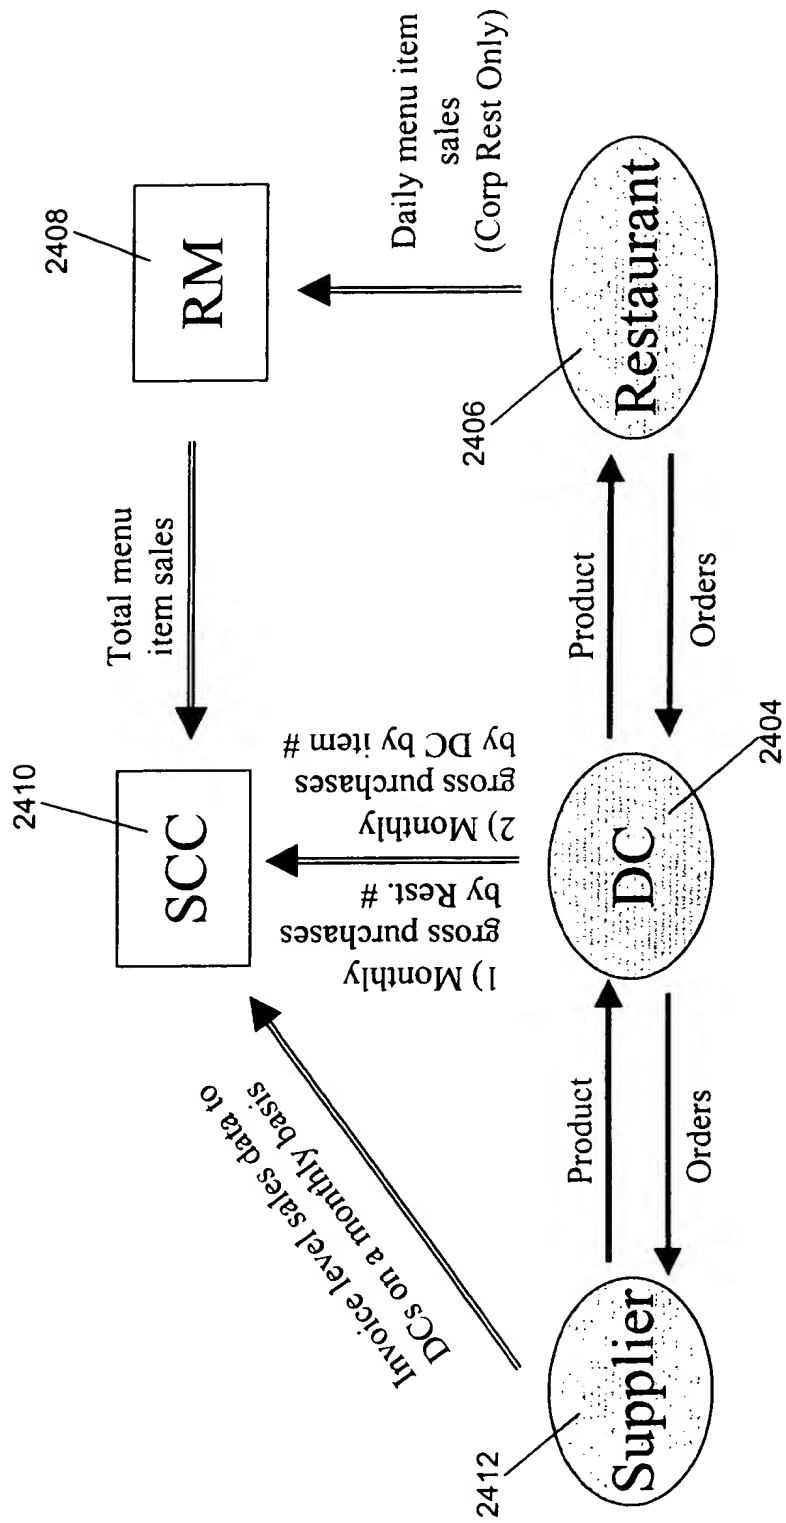 2408
RM
Daily menu item
sales
(Corp Rest Only)
2406
Restaurant
Total menu
item sales
2410
SCC
1) Monthly
gross purchases
by Rest. #
2) Monthly
gross purchases
by DC by item #
Product
Orders
DC
2404
Invoice level sales data to
DCs on a monthly basis
Product
Orders
Supplier
2412